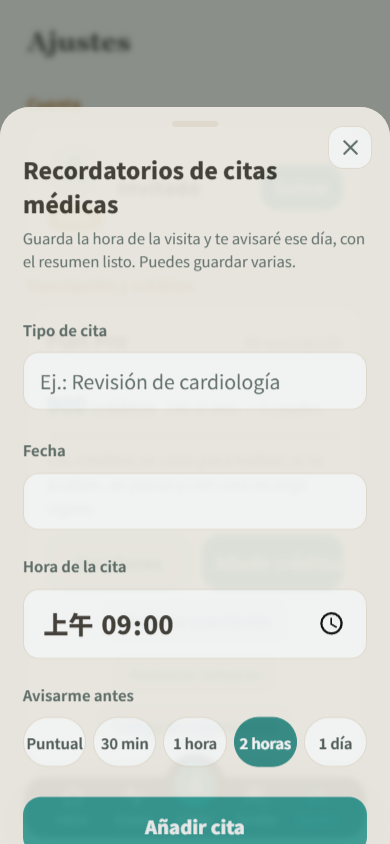 Ajustes
Cuenta
Recordatorios de citas
médicas
Guarda la hora de la visita y te avisaré ese día, con
el resumen listo. Puedes guardar varias.
Tipo de cita
Ej.: Revisión de cardiología
Fecha
Hora de la cita
上午 09:00
Avisarme antes
Puntual 30 min 1 hora 2 horas 1 día
Añadir cita